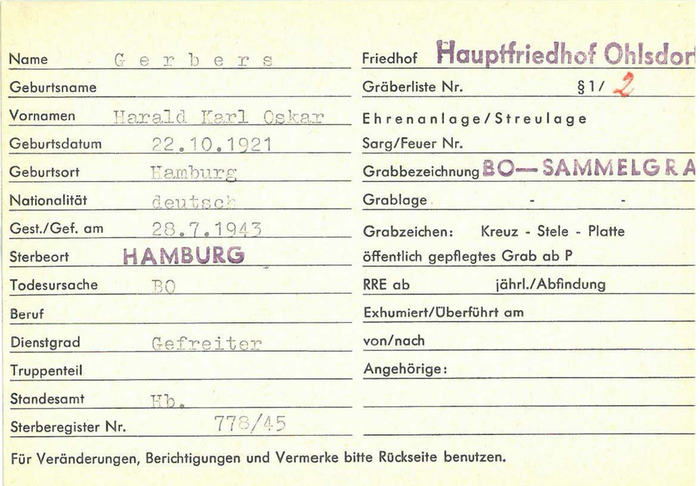 Name G e r b e r s
Geburtsname
Vornamen Harald Karl Oskar
Geburtsdatum 22.10.1921
Geburtsort Hamburg
Nationalität deutsch
Gest./Gef. am 28.7.1943
Sterbeort HAMBURG
Todesursache BO
Beruf
Dienstgrad Gefreiter
Truppenteil
Standesamt Hb.
Sterberegister Nr. 778/45
Friedhof Hauptfriedhof Ohlsdorf
Gräberliste Nr. §1/ 2
Ehrenanlage/Streulage
Sarg/Feuer Nr.
Grabbezeichnung BO—SAMMELGRA
Grablage - -
Grabzeichen: Kreuz - Stele - Platte
öffentlich gepflegtes Grab ab P
RRE ab jährl./Abfindung
Exhumiert/Überführt am
von/nach
Angehörige:
Für Veränderungen, Berichtigungen und Vermerke bitte Rückseite benutzen.